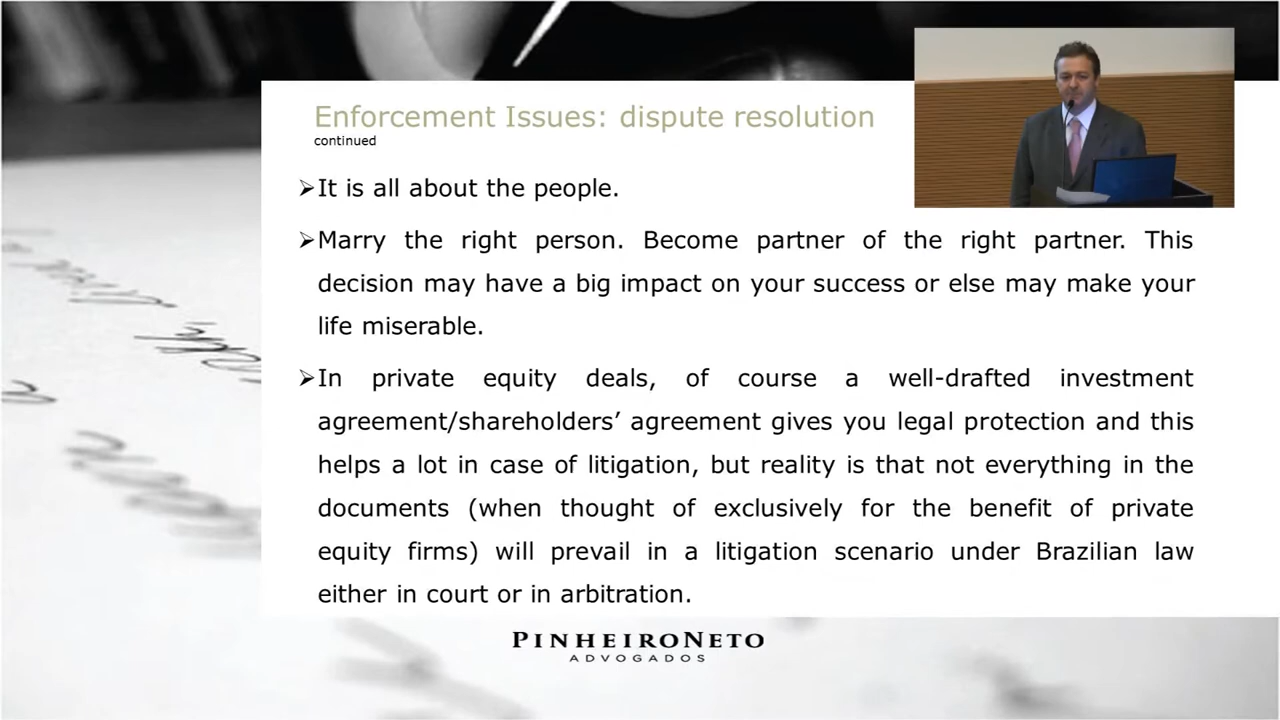 Enforcement Issues: dispute resolution
continued
➢It is all about the people.
➢Marry the right person. Become partner of the right partner. This
decision may have a big impact on your success or else may make your
life miserable.
➢In private equity deals, of course a well-drafted investment
agreement/shareholders’ agreement gives you legal protection and this
helps a lot in case of litigation, but reality is that not everything in the
documents (when thought of exclusively for the benefit of private
equity firms) will prevail in a litigation scenario under Brazilian law
either in court or in arbitration.
PINHEIRONETO
ADVOGADOS